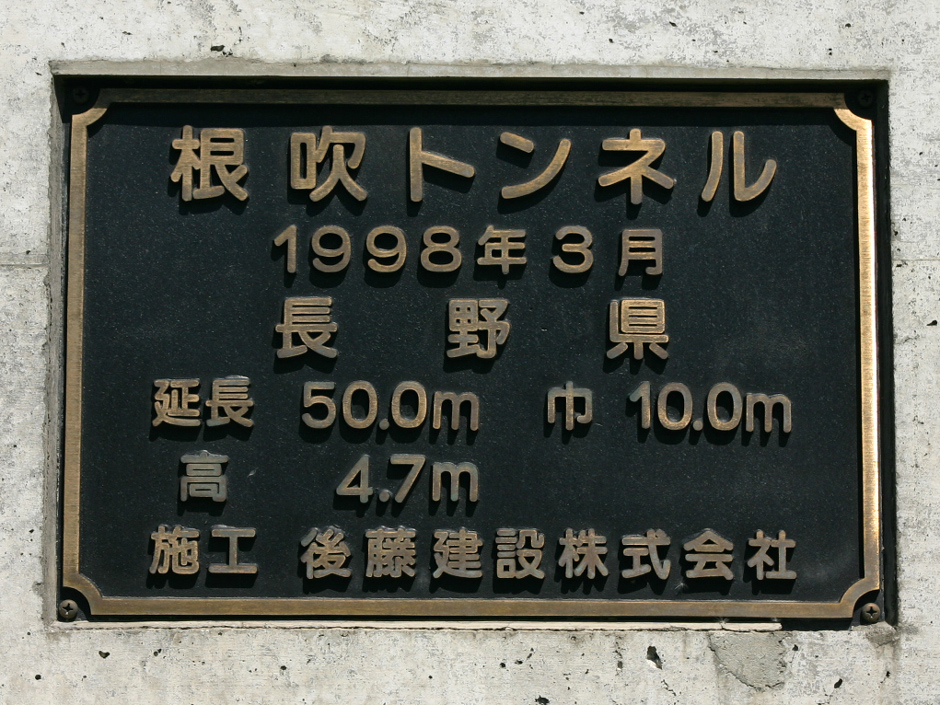 根吹トンネル
1998年3月
長野県
延長 50.0m 巾 10.0m
高 4.7m
施工 後藤建設株式会社